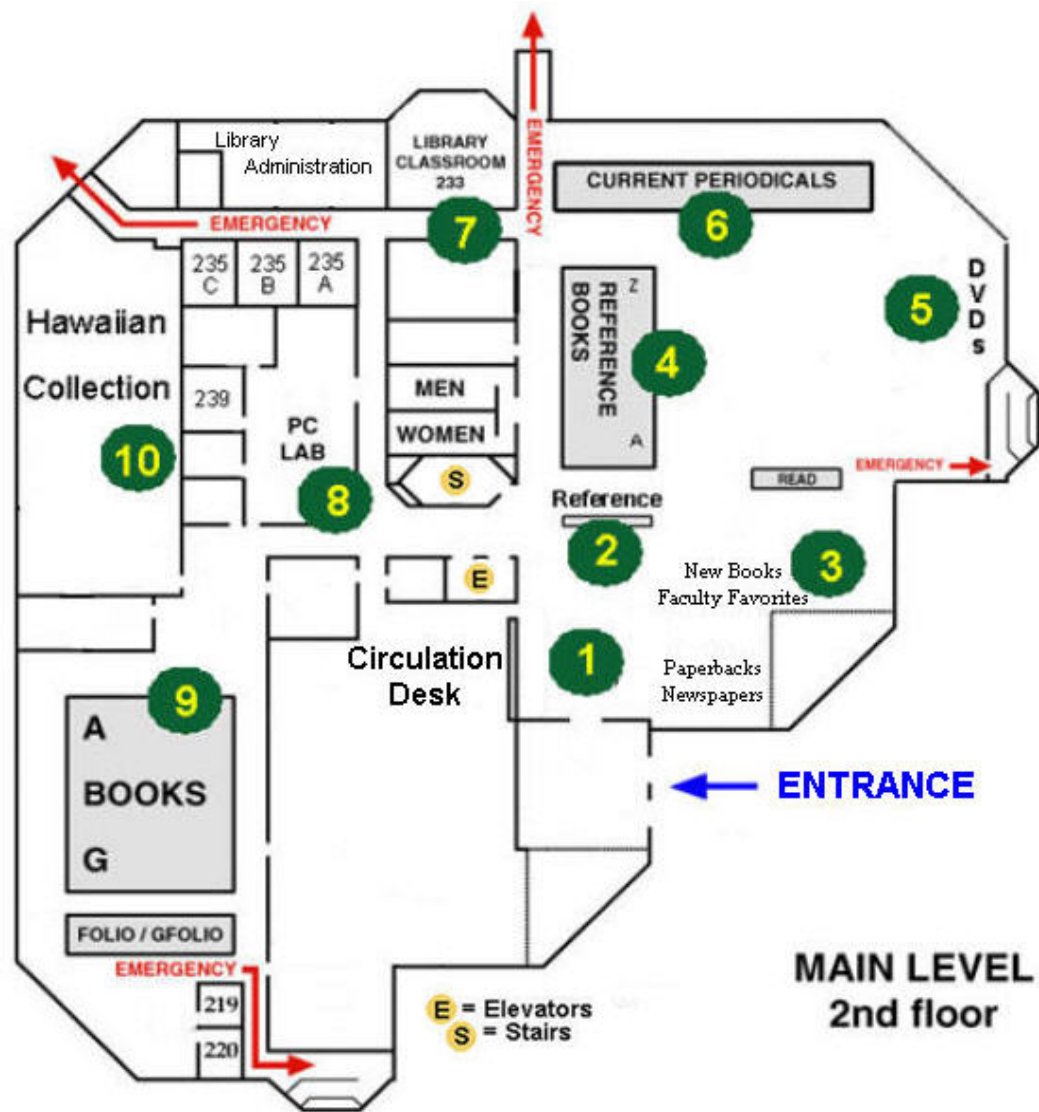 Library
Administration
LIBRARY
CLASSROOM
233
EMERGENCY
CURRENT PERIODICALS
EMERGENCY
7
6
235
C
235
B
235
A
Z
REFERENCE
BOOKS
A
4
DVDs
5
Hawaiian
Collection
239
MEN
WOMEN
PC
LAB
10
8
S
EMERGENCY
READ
Reference
2
E
New Books
Faculty Favorites
3
Circulation
Desk
1
Paperbacks
Newspapers
9
A
BOOKS
G
ENTRANCE
FOLIO / GFOLIO
EMERGENCY
219
220
E = Elevators
S = Stairs
MAIN LEVEL
2nd floor